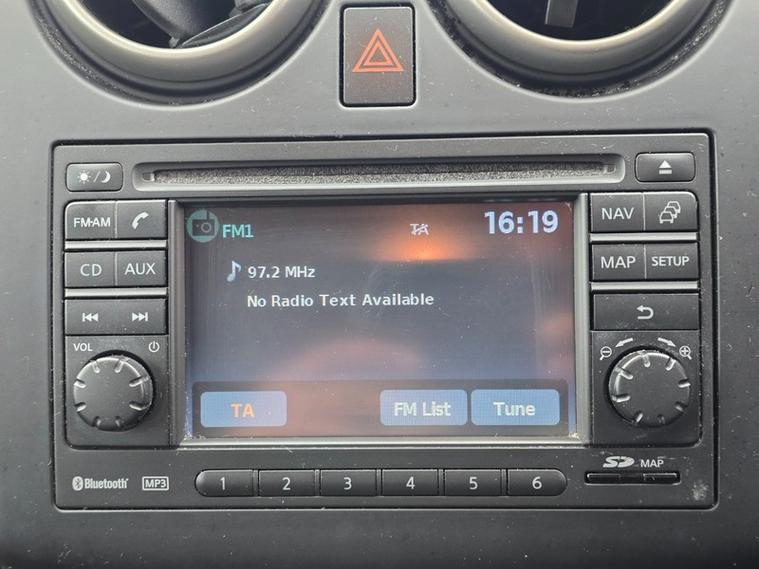 FM1 TA 16:19
FM·AM
NAV
97.2 MHz
CD AUX
MAP SETUP
No Radio Text Available
VOL
TA FM List Tune
Bluetooth MP3
1 2 3 4 5 6
SD MAP